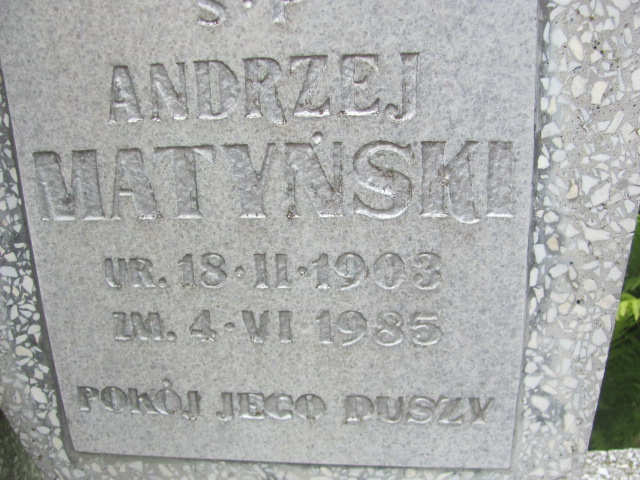 Ś·P
ANDRZEJ
MATYŃSKI
UR. 18·II·1903
ZM. 4·VI 1985
POKÓJ JEGO DUSZY